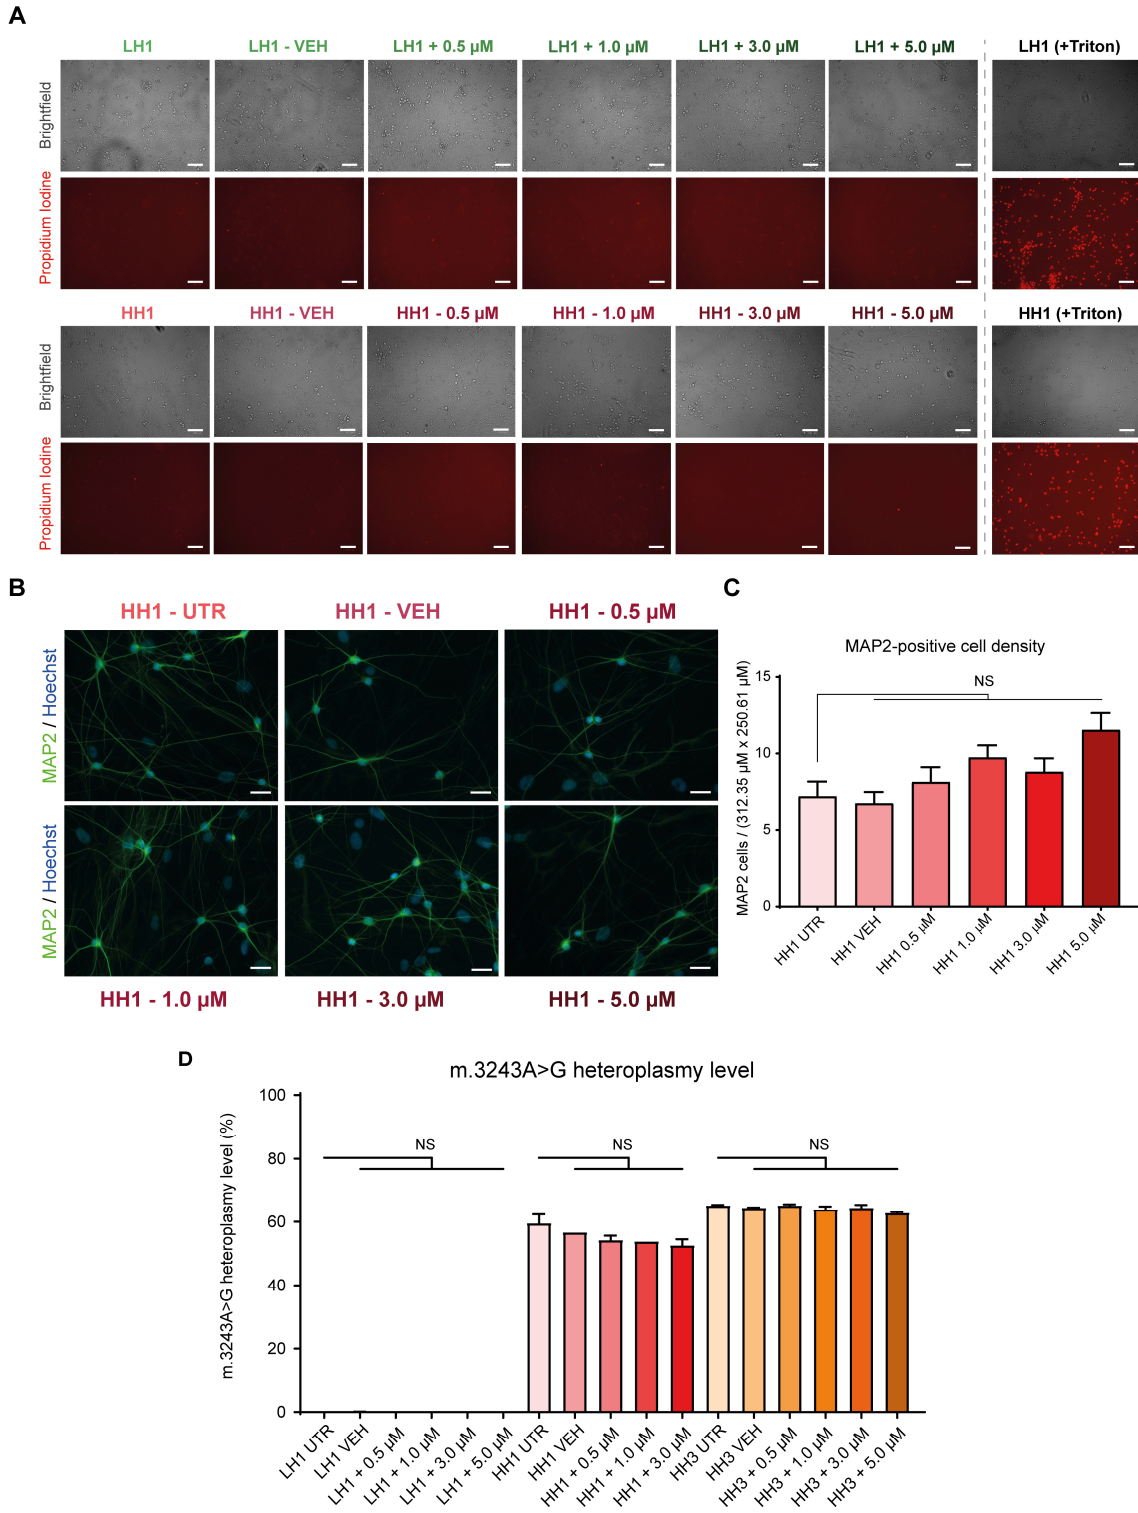 A
LH1 LH1 - VEH LH1 + 0.5 µM LH1 + 1.0 µM LH1 + 3.0 µM LH1 + 5.0 µM LH1 (+Triton)
Brightfield
Propidium Iodine
HH1 HH1 - VEH HH1 - 0.5 µM HH1 - 1.0 µM HH1 - 3.0 µM HH1 - 5.0 µM HH1 (+Triton)
Brightfield
Propidium Iodine
B
HH1 - UTR HH1 - VEH HH1 - 0.5 µM
MAP2 / Hoechst
MAP2 / Hoechst
HH1 - 1.0 µM HH1 - 3.0 µM HH1 - 5.0 µM
C
MAP2-positive cell density
MAP2 cells / (312.35 µM x 250.61 µM)
15
10
5
0
NS
HH1 UTR
HH1 VEH
HH1 0.5 µM
HH1 1.0 µM
HH1 3.0 µM
HH1 5.0 µM
D
m.3243A>G heteroplasmy level
m.3243A>G heteroplasmy level (%)
100
80
60
40
20
0
NS NS NS
LH1 UTR
LH1 VEH
LH1 + 0.5 µM
LH1 + 1.0 µM
LH1 + 3.0 µM
LH1 + 5.0 µM
HH1 UTR
HH1 VEH
HH1 + 0.5 µM
HH1 + 1.0 µM
HH1 + 3.0 µM
HH3 UTR
HH3 VEH
HH3 + 0.5 µM
HH3 + 1.0 µM
HH3 + 3.0 µM
HH3 + 5.0 µM